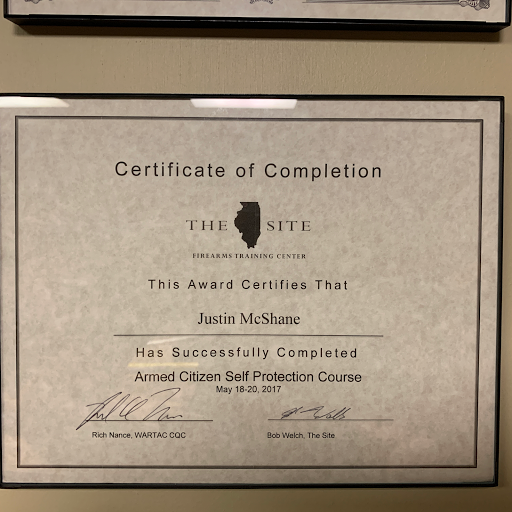 Certificate of Completion
THE SITE
FIREARMS TRAINING CENTER
This Award Certifies That
Justin McShane
Has Successfully Completed
Armed Citizen Self Protection Course
May 18-20, 2017
Rich Nance, WARTAC CQC
Bob Welch, The Site